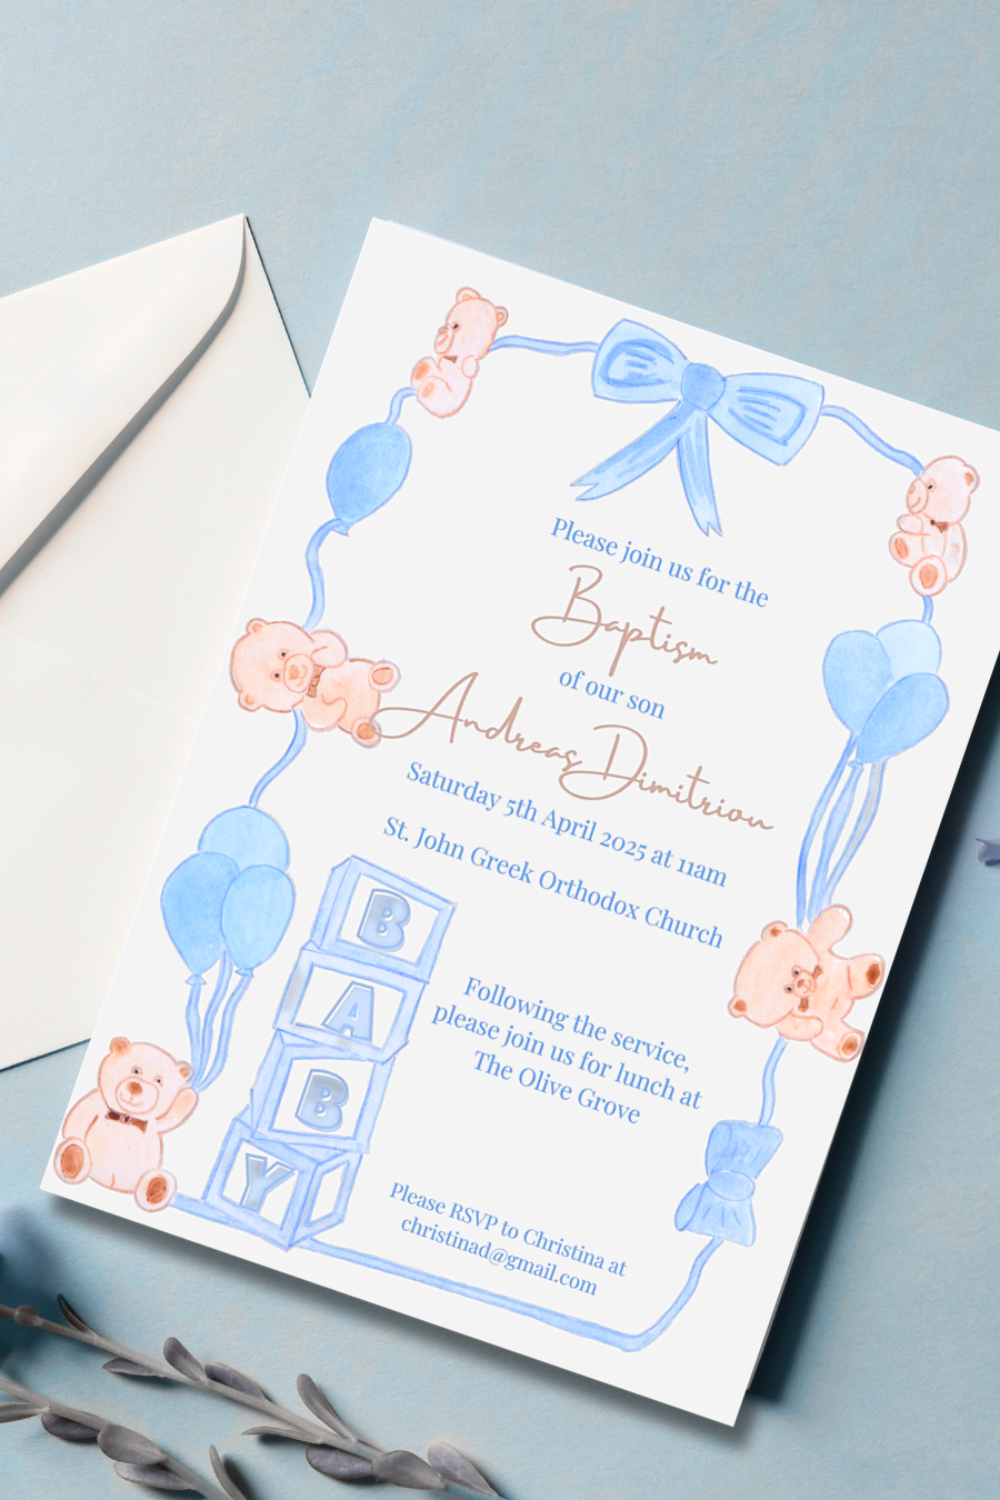 Please join us for the
Baptism
of our son
Andreas Dimitriou
Saturday 5th April 2025 at 11am
St. John Greek Orthodox Church
B
A
B
Y
Following the service,
please join us for lunch at
The Olive Grove
Please RSVP to Christina at
christinad@gmail.com